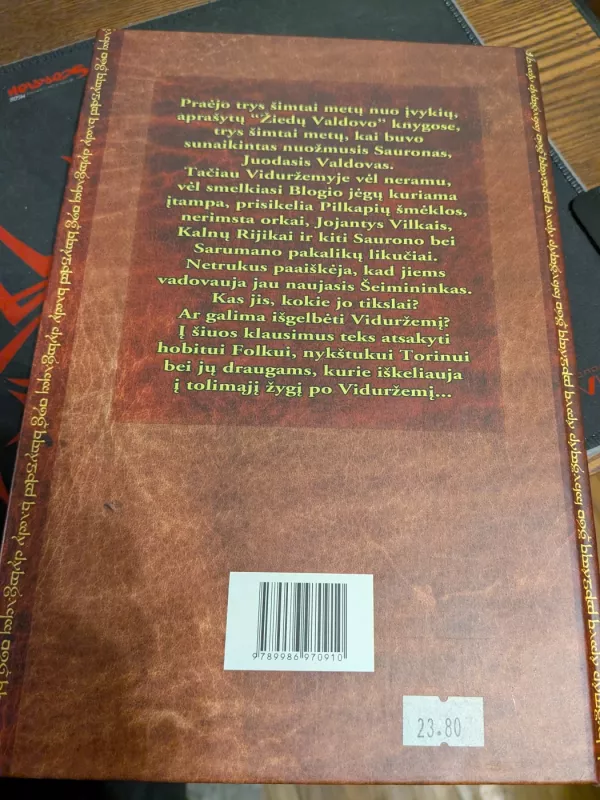 Praėjo trys šimtai metų nuo įvykių,
aprašytų “Žiedų Valdovo” knygose,
trys šimtai metų, kai buvo
sunaikintas nuožmusis Sauronas,
Juodasis Valdovas.
Tačiau Viduržemyje vėl neramu,
vėl smelkiasi Blogio jėgų kuriama
įtampa, prisikelia Pilkapių šmėklos,
nerimsta orkai, Jojantys Vilkais,
Kalnų Rijikai ir kiti Saurono bei
Sarumano pakalikų likučiai.
Netrukus paaiškėja, kad jiems
vadovauja jau naujasis Šeimininkas.
Kas jis, kokie jo tikslai?
Ar galima išgelbėti Viduržemį?
Į šiuos klausimus teks atsakyti
hobitui Folkui, nykštukui Torinui
bei jų draugams, kurie iškeliauja
į tolimąjį žygį po Viduržemį...
9789986970910
23.80